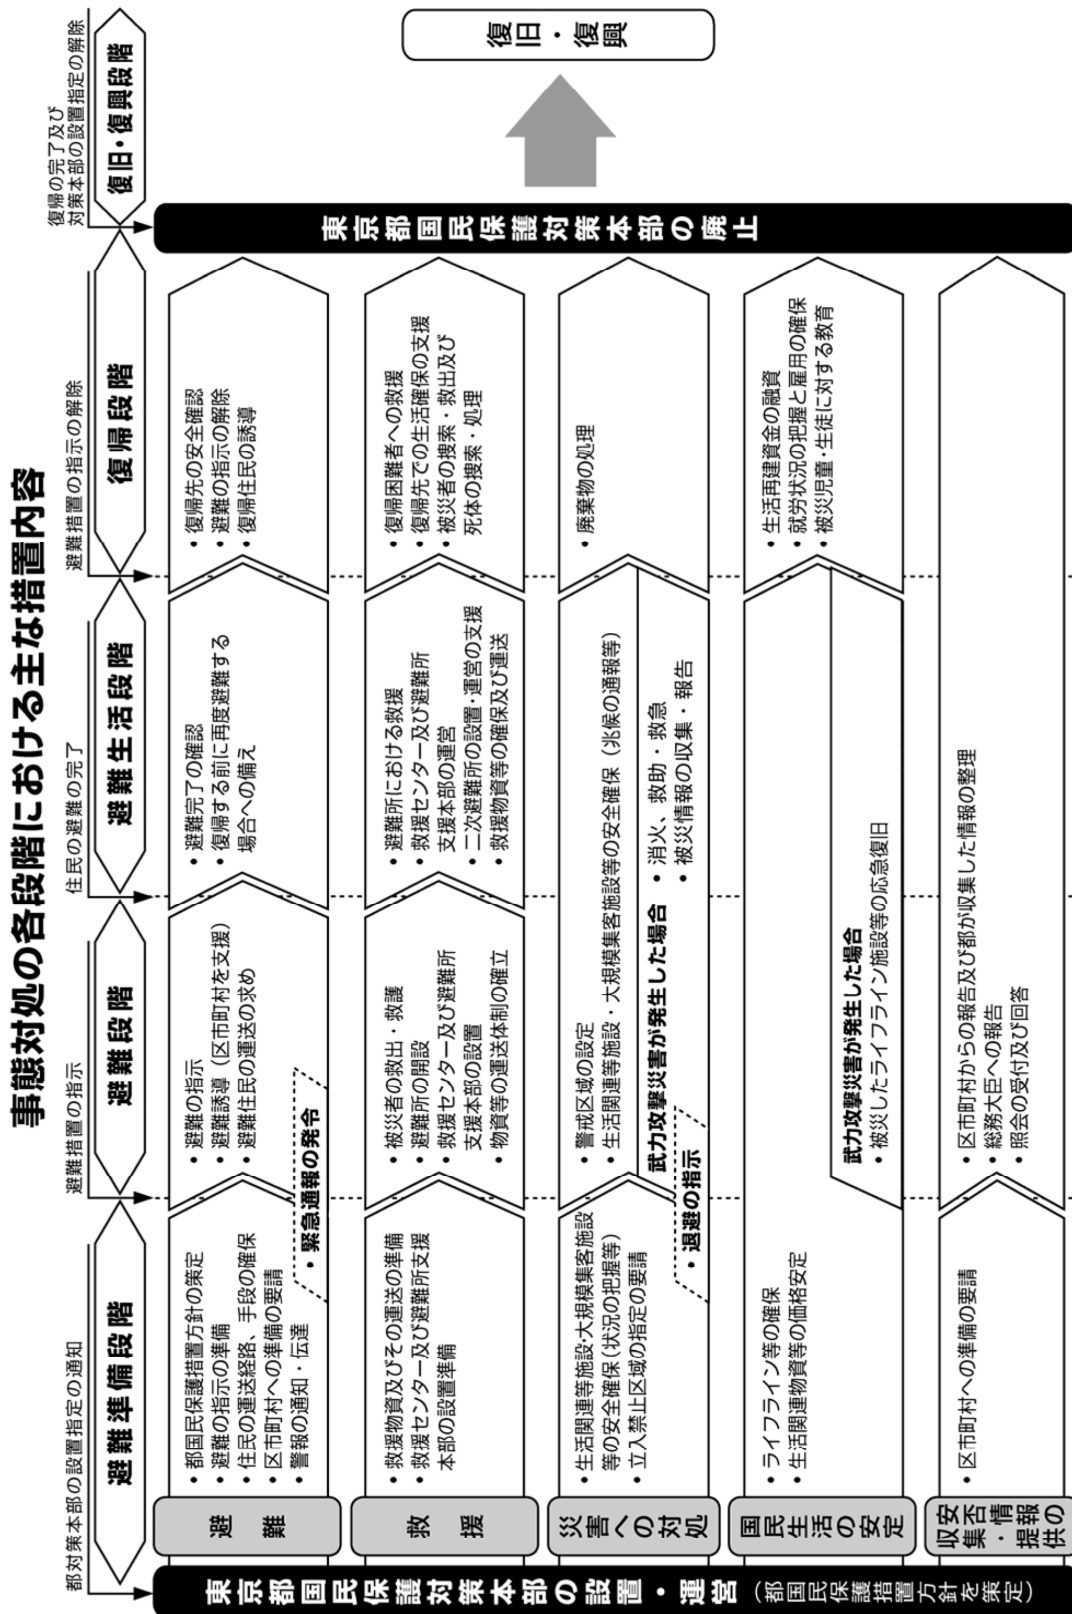 事態対処の各段階における主な措置内容
都対策本部の設置指定の通知
避難措置の指示
住民の避難の完了
避難措置の指示の解除
復帰の完了及び
対策本部の設置指定の解除
避難準備段階
避難段階
避難生活段階
復帰段階
復旧・復興段階
東京都国民保護対策本部の設置・運営(都国民保護措置方針を策定)
避難
・都国民保護措置方針の策定
・避難の指示の準備
・住民の運送経路、手段の確保
・区市町村への準備の要請
・警報の通知・伝達
・緊急通報の発令
・避難の指示
・避難誘導(区市町村を支援)
・避難住民の運送の求め
・避難完了の確認
・復帰する前に再度避難する
場合への備え
・復帰先の安全確認
・避難の指示の解除
・復帰住民の誘導
救援
・救援物資及びその運送の準備
・救援センター及び避難所支援
本部の設置準備
・被災者の救出・救護
・避難所の開設
・救援センター及び避難所
支援本部の設置
・物資等の運送体制の確立
・避難所における救援
・救援センター及び避難所
支援本部の運営
・二次避難所の設置・運営の支援
・救援物資等の確保及び運送
・復帰困難者への救援
・復帰先での生活確保の支援
・被災者の捜索・救出及び
死体の捜索・処理
災害への対処
・生活関連等施設・大規模集客施設
等の安全確保(状況の把握等)
・立入禁止区域の指定の要請
・退避の指示
・警戒区域の設定
・生活関連等施設・大規模集客施設等の安全確保(兆候の通報等)
武力攻撃災害が発生した場合
・消火、救助・救急
・被災情報の収集・報告
・廃棄物の処理
国民生活の安定
・ライフライン等の確保
・生活関連物資等の価格安定
武力攻撃災害が発生した場合
・被災したライフライン施設等の応急復旧
・生活再建資金の融資
・就労状況の把握と雇用の確保
・被災児童・生徒に対する教育
安否情報の
収集・提供
・区市町村への準備の要請
・区市町村からの報告及び都が収集した情報の整理
・総務大臣への報告
・照会の受付及び回答
東京都国民保護対策本部の廃止
復旧・復興